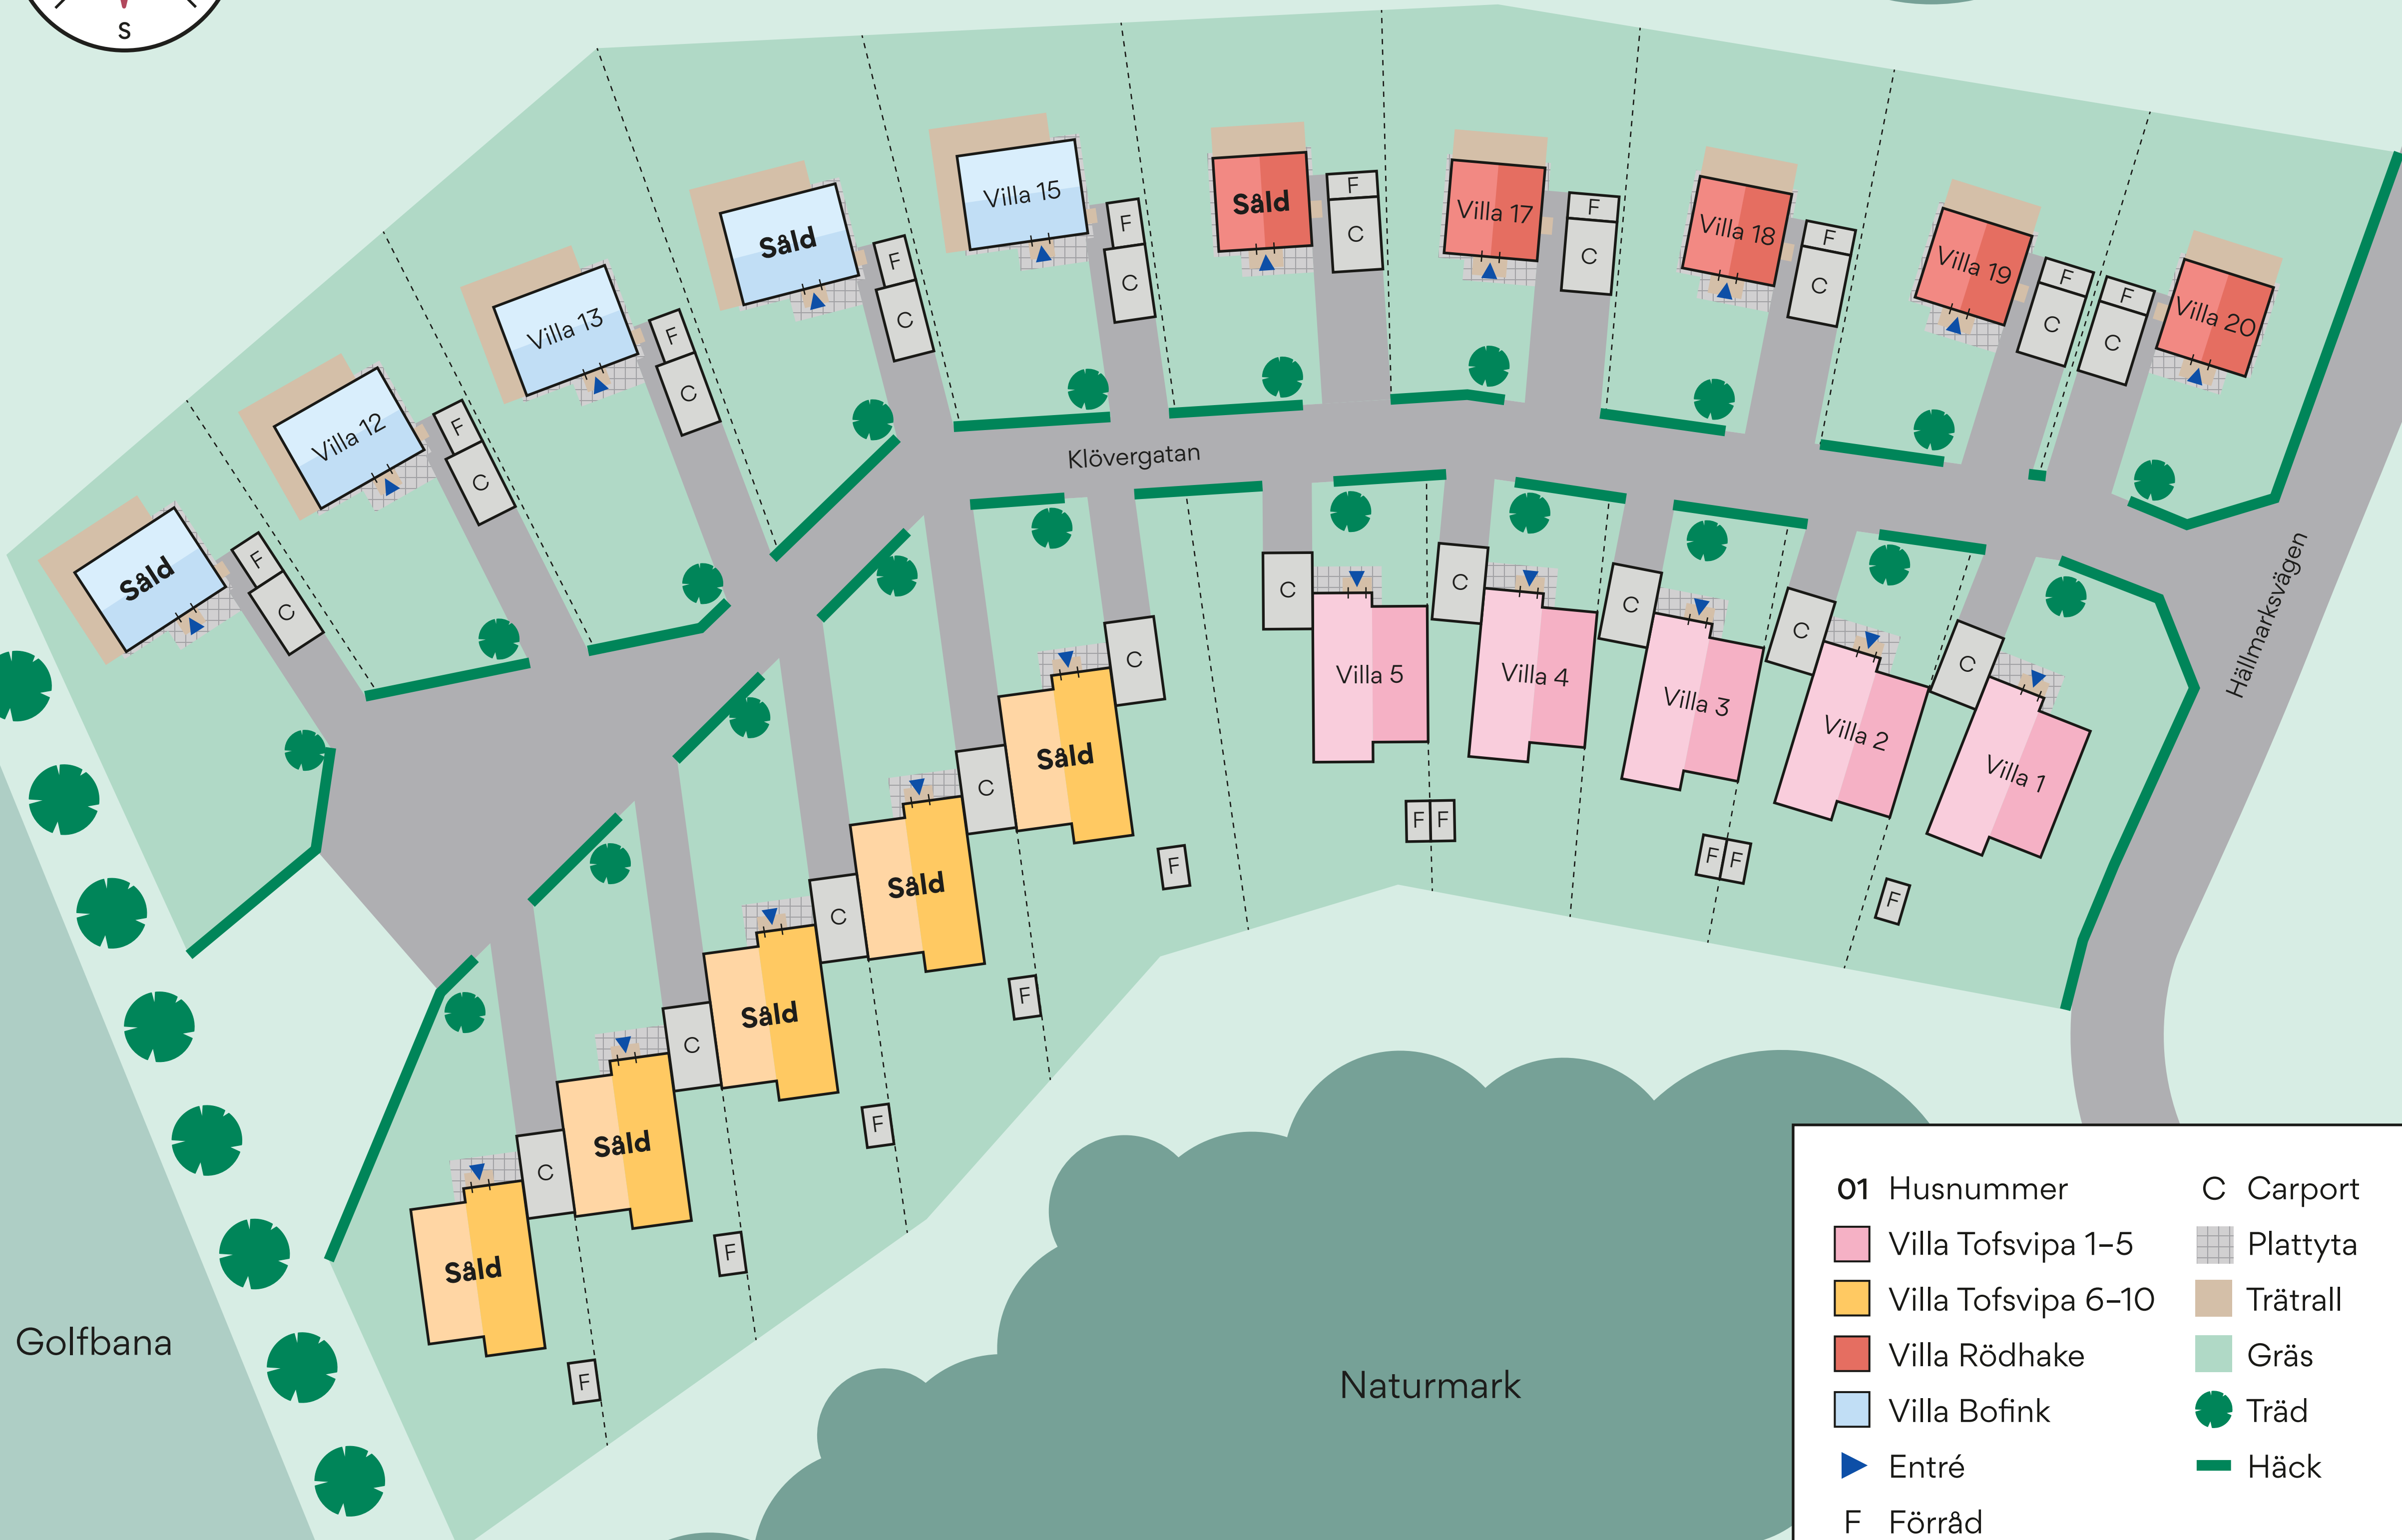 S
Såld
F
C
Villa 12
F
C
Villa 13
F
C
Såld
F
C
Villa 15
F
C
Såld
F
C
Villa 17
F
C
Villa 18
F
C
Villa 19
F
C
F
C
Villa 20
Klövergatan
Hällmarksvägen
C
Villa 5
C
Villa 4
C
Villa 3
C
Villa 2
C
Villa 1
F F
F F
F
C
Såld
F
C
Såld
F
C
Såld
F
C
Såld
F
C
Såld
F
Golfbana
Naturmark
01 Husnummer
Villa Tofsvipa 1–5
Villa Tofsvipa 6–10
Villa Rödhake
Villa Bofink
Entré
F Förråd
C Carport
Plattyta
Trätrall
Gräs
Träd
Häck